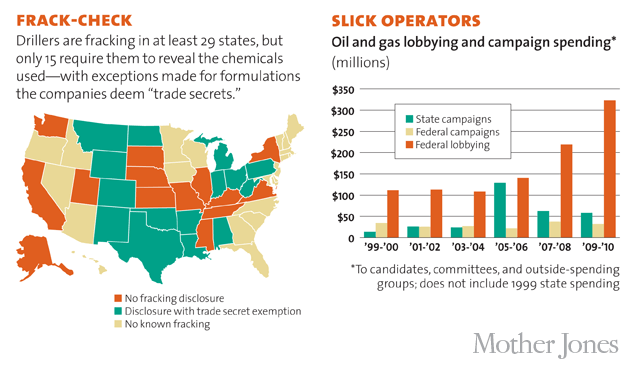 FRACK-CHECK
Drillers are fracking in at least 29 states, but
only 15 require them to reveal the chemicals
used—with exceptions made for formulations
the companies deem “trade secrets.”
No fracking disclosure
Disclosure with trade secret exemption
No known fracking
SLICK OPERATORS
Oil and gas lobbying and campaign spending*
(millions)
$350
$300
$250
$200
$150
$100
$50
0
State campaigns
Federal campaigns
Federal lobbying
’99-’00 ’01-’02 ’03-’04 ’05-’06 ’07-’08 ’09-’10
*To candidates, committees, and outside-spending
groups; does not include 1999 state spending
Mother Jones